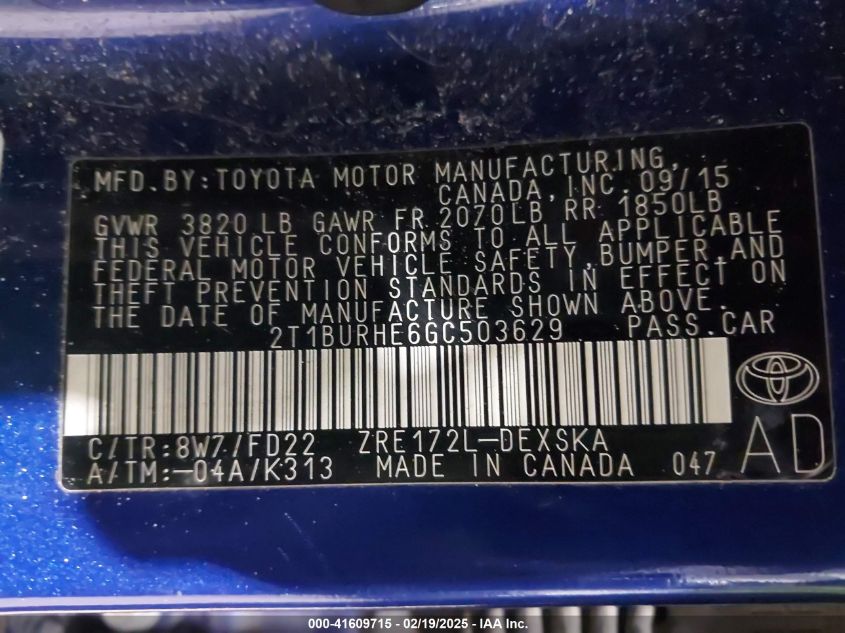 MFD.BY:TOYOTA MOTOR MANUFACTURING,
CANADA,INC. 09/15
GVWR 3820 LB GAWR FR 2070LB RR 1850LB
THIS VEHICLE CONFORMS TO ALL APPLICABLE
FEDERAL MOTOR VEHICLE SAFETY,BUMPER,AND
THEFT PREVENTION STANDARDS IN EFFECT ON
THE DATE OF MANUFACTURE SHOWN ABOVE.
2T1BURHE6GC503629 PASS.CAR
C/TR:8W7/FD22 ZRE172L-DEXSKA
A/TM:-04A/K313 MADE IN CANADA 047 AD
000-41609715 - 02/19/2025 - IAA Inc.